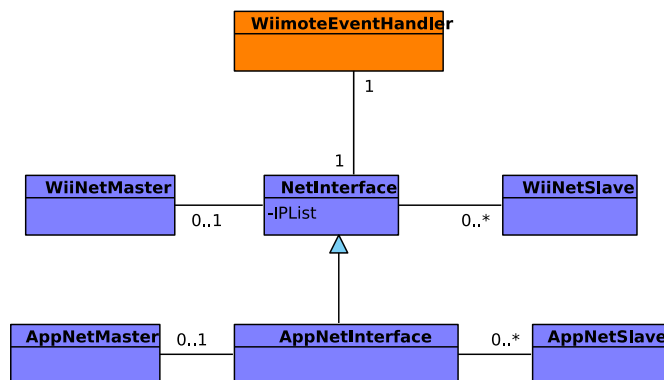 WiimoteEventHandler
1
1
WiiNetMaster
NetInterface
WiiNetSlave
-IPList
0..1
0..*
AppNetMaster
0..1
AppNetInterface
0..*
AppNetSlave